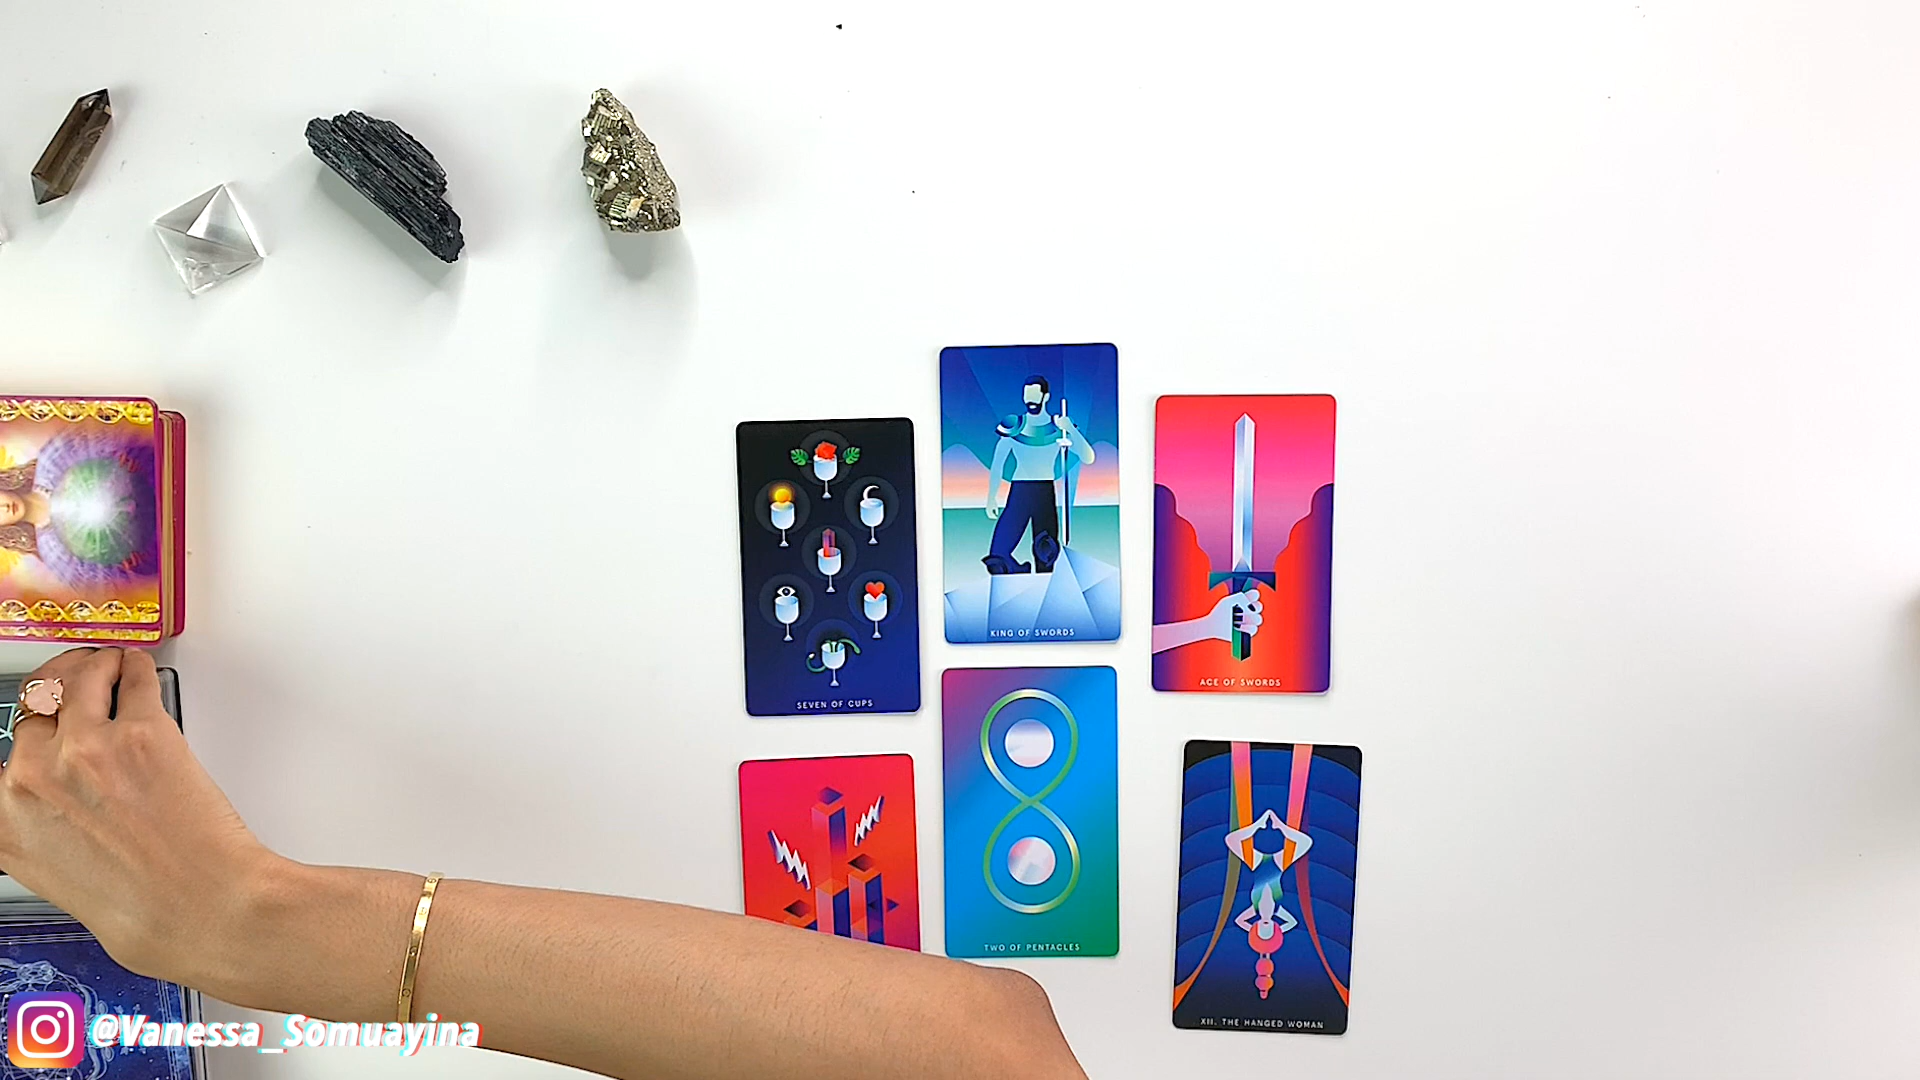 KING OF SWORDS
ACE OF SWORDS
SEVEN OF CUPS
TWO OF PENTACLES
XII. THE HANGED WOMAN
@Vanessa_Somuayina